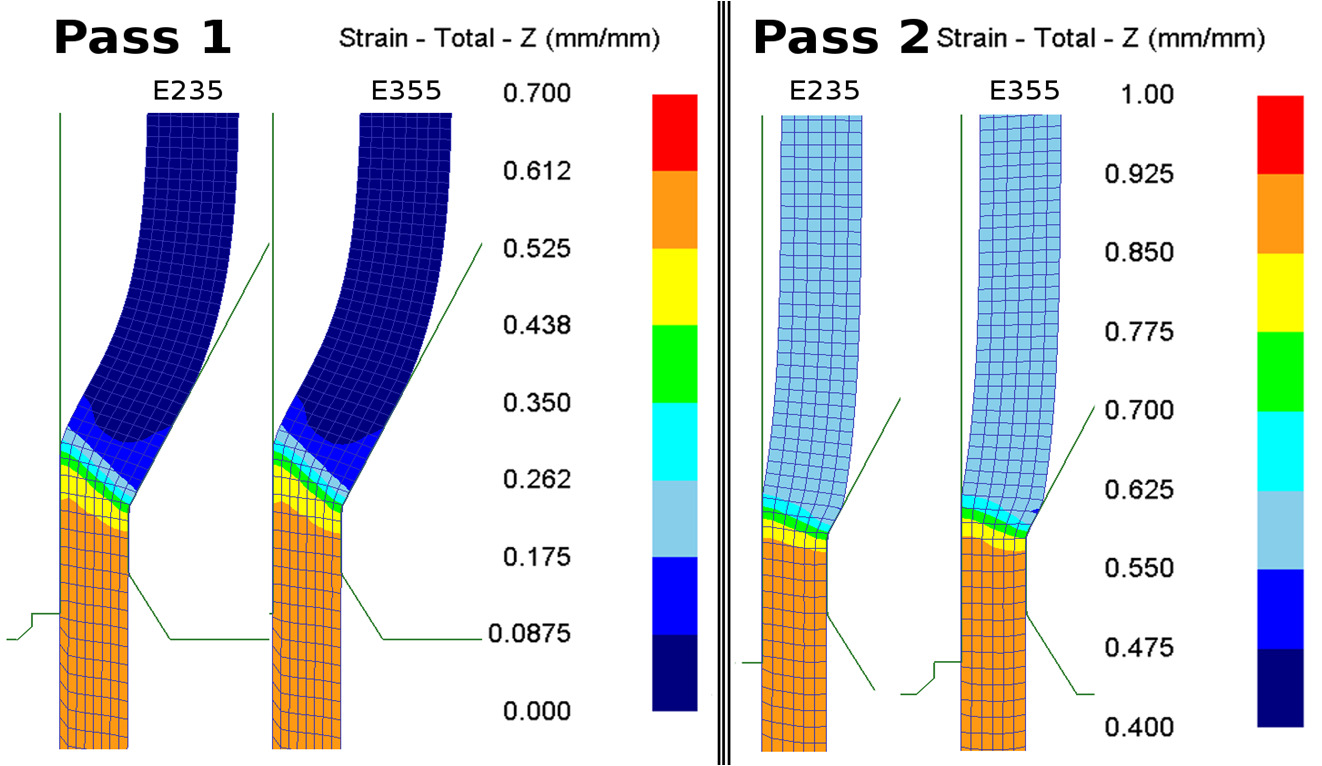 Pass 1
Strain - Total - Z (mm/mm)
E235
E355
0.700
0.612
0.525
0.438
0.350
0.262
0.175
0.0875
0.000
Pass 2
Strain - Total - Z (mm/mm)
E235
E355
1.00
0.925
0.850
0.775
0.700
0.625
0.550
0.475
0.400